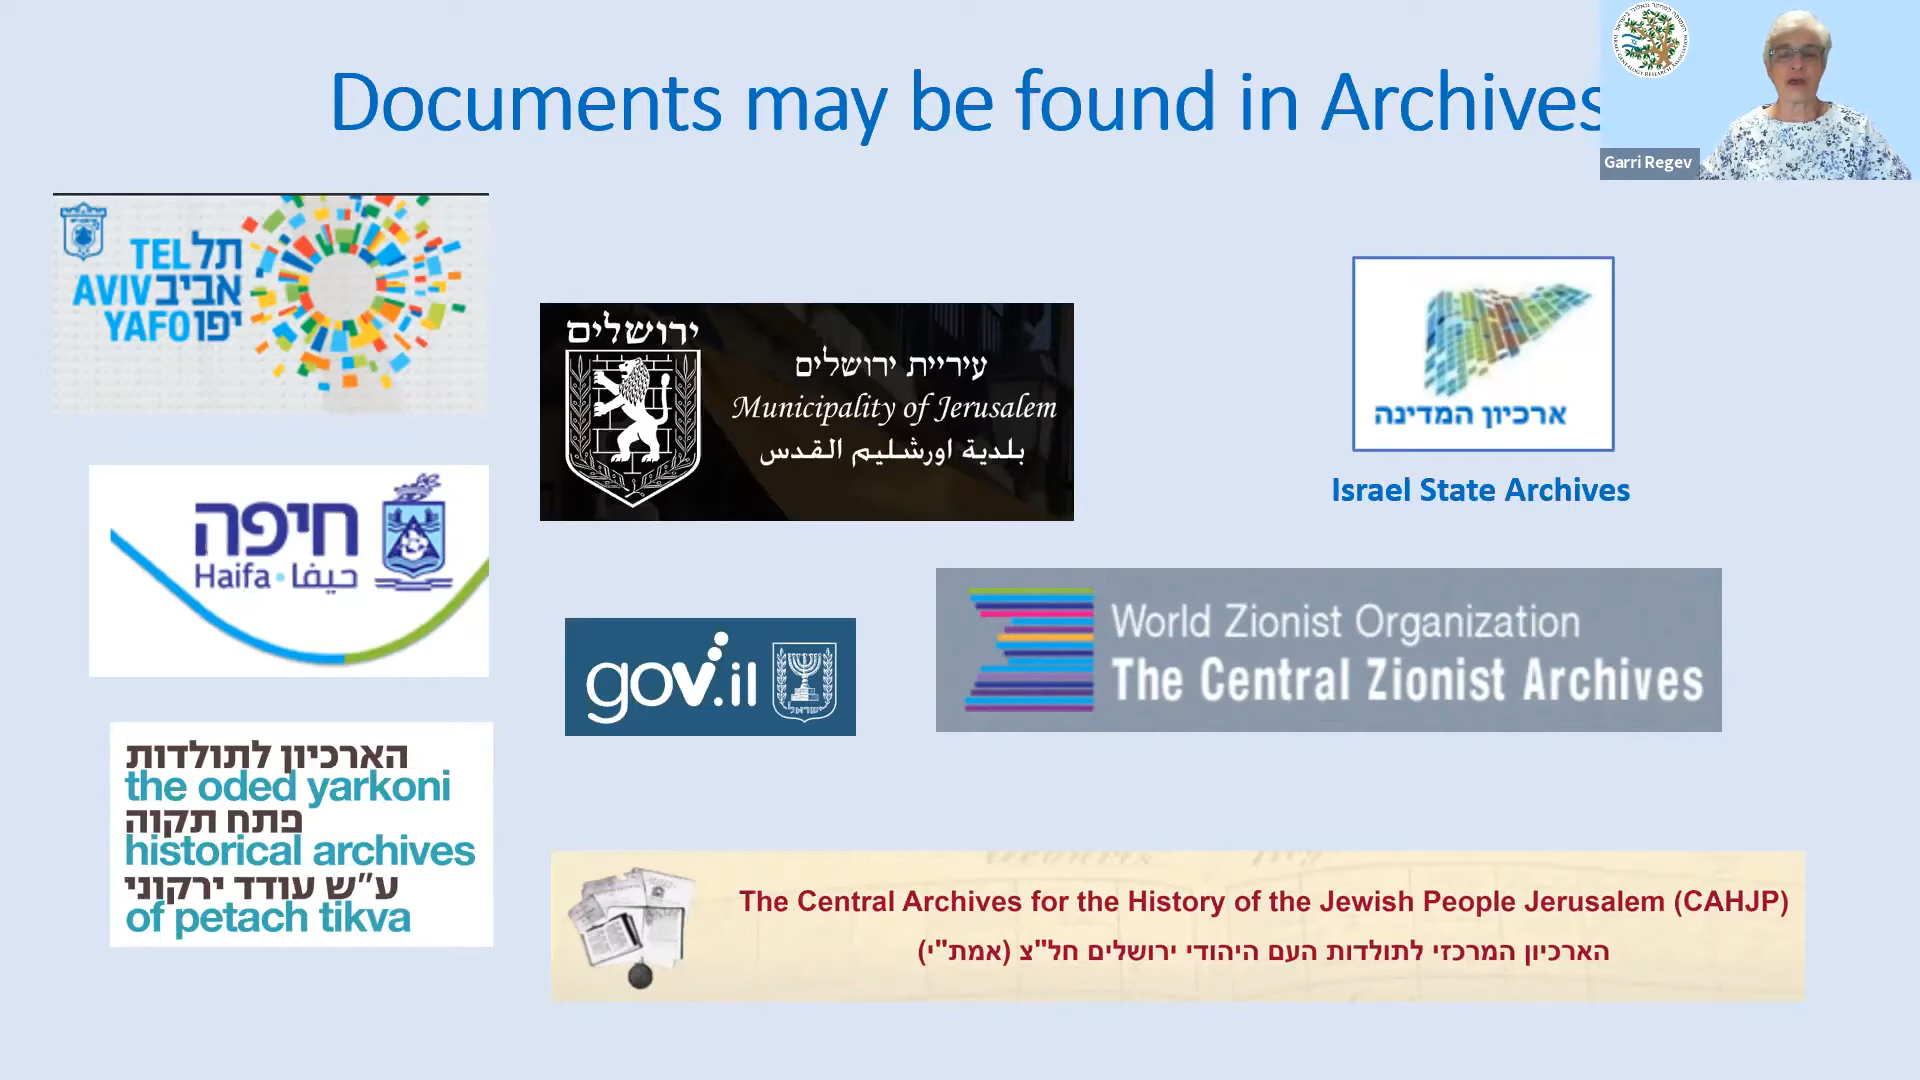 Documents may be found in Archives
Garri Regev
TEL תל
AVIV אביב
YAFO יפו
ירושלים
עיריית ירושלים
Municipality of Jerusalem
بلدية اورشليم القدس
ארכיון המדינה
Israel State Archives
חיפה
Haifa • حيفا
gov.il
ישראל
World Zionist Organization
The Central Zionist Archives
הארכיון לתולדות
the oded yarkoni
פתח תקוה
historical archives
ע״ש עודד ירקוני
of petach tikva
The Central Archives for the History of the Jewish People Jerusalem (CAHJP)
הארכיון המרכזי לתולדות העם היהודי ירושלים חל"צ (אמת"י)